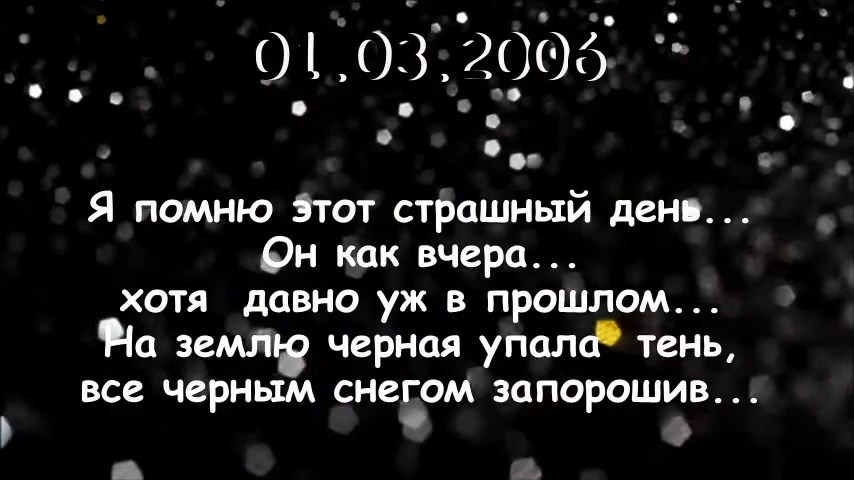 01.03.2006
Я помню этот страшный день...
Он как вчера...
хотя давно уж в прошлом...
На землю черная упала тень,
все черным снегом запорошив...